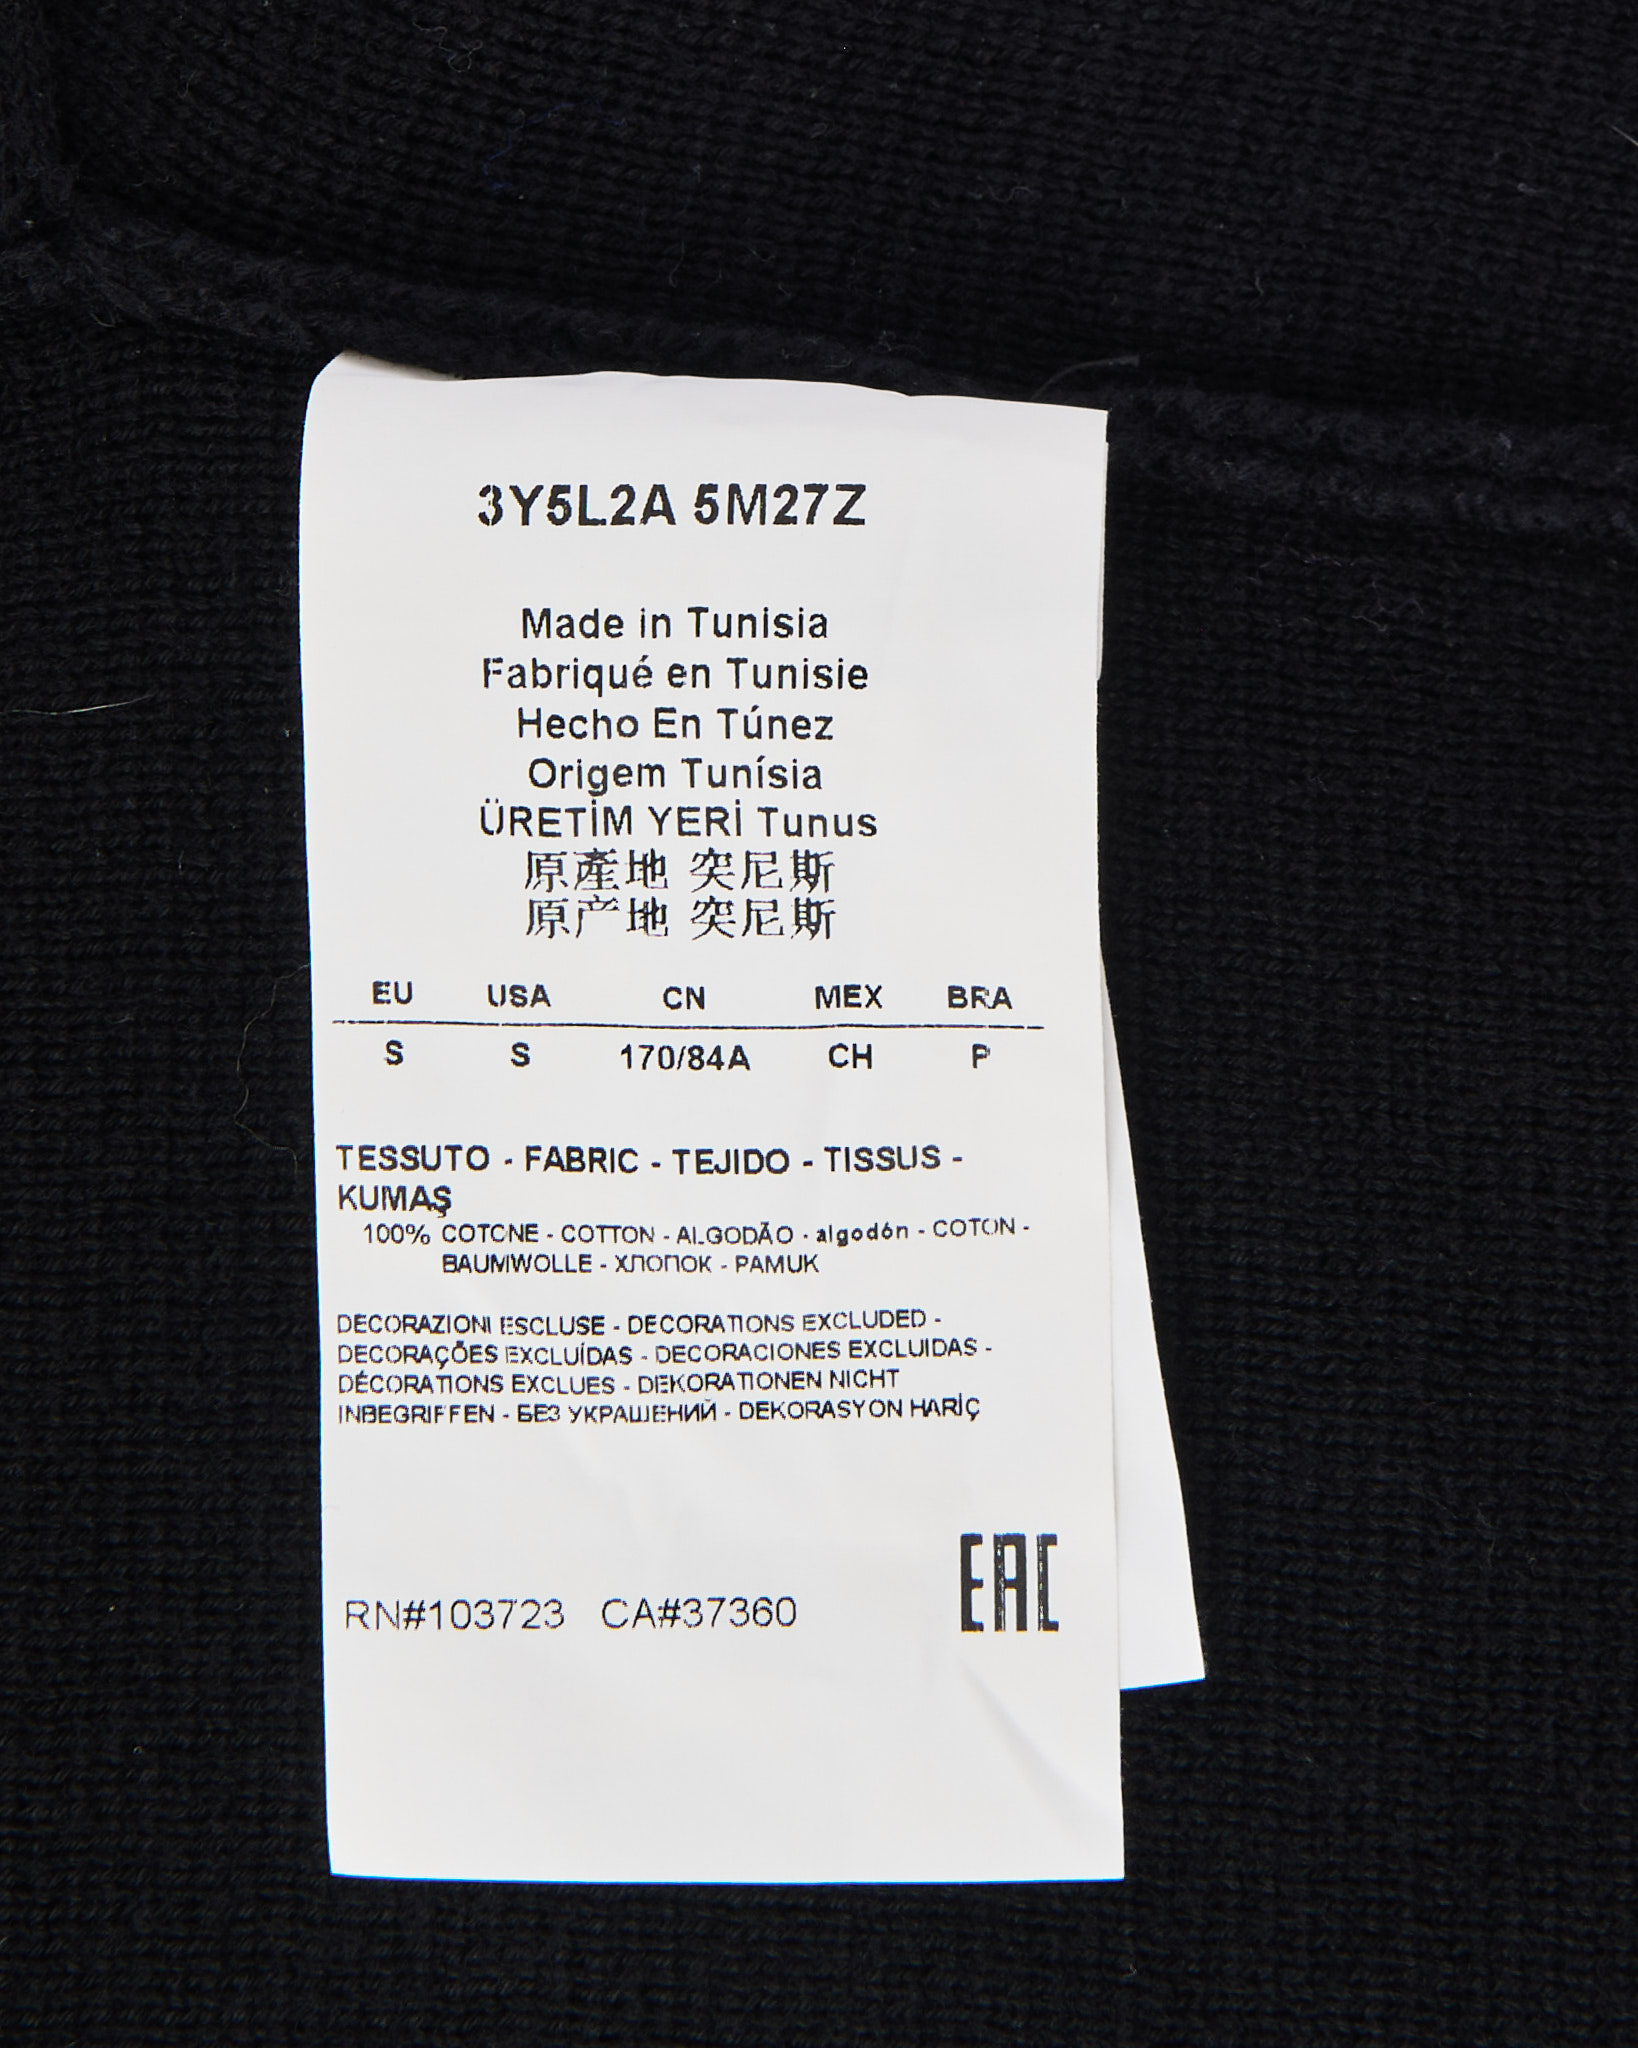 3Y5L2A 5M27Z
Made in Tunisia
Fabriqué en Tunisie
Hecho En Túnez
Origem Tunísia
ÜRETİM YERİ Tunus
原產地 突尼斯
原产地 突尼斯
EU USA CN MEX BRA
S S 170/84A CH P
TESSUTO - FABRIC - TEJIDO - TISSUS -
KUMAŞ
100% COTONE - COTTON - ALGODÃO - algodón - COTON -
BAUMWOLLE - ХЛОПОК - PAMUK
DECORAZIONI ESCLUSE - DECORATIONS EXCLUDED -
DECORAÇÕES EXCLUÍDAS - DECORACIONES EXCLUIDAS -
DÉCORATIONS EXCLUES - DEKORATIONEN NICHT
INBEGRIFFEN - БЕЗ УКРАШЕНИЙ - DEKORASYON HARİÇ
EAC
RN#103723 CA#37360